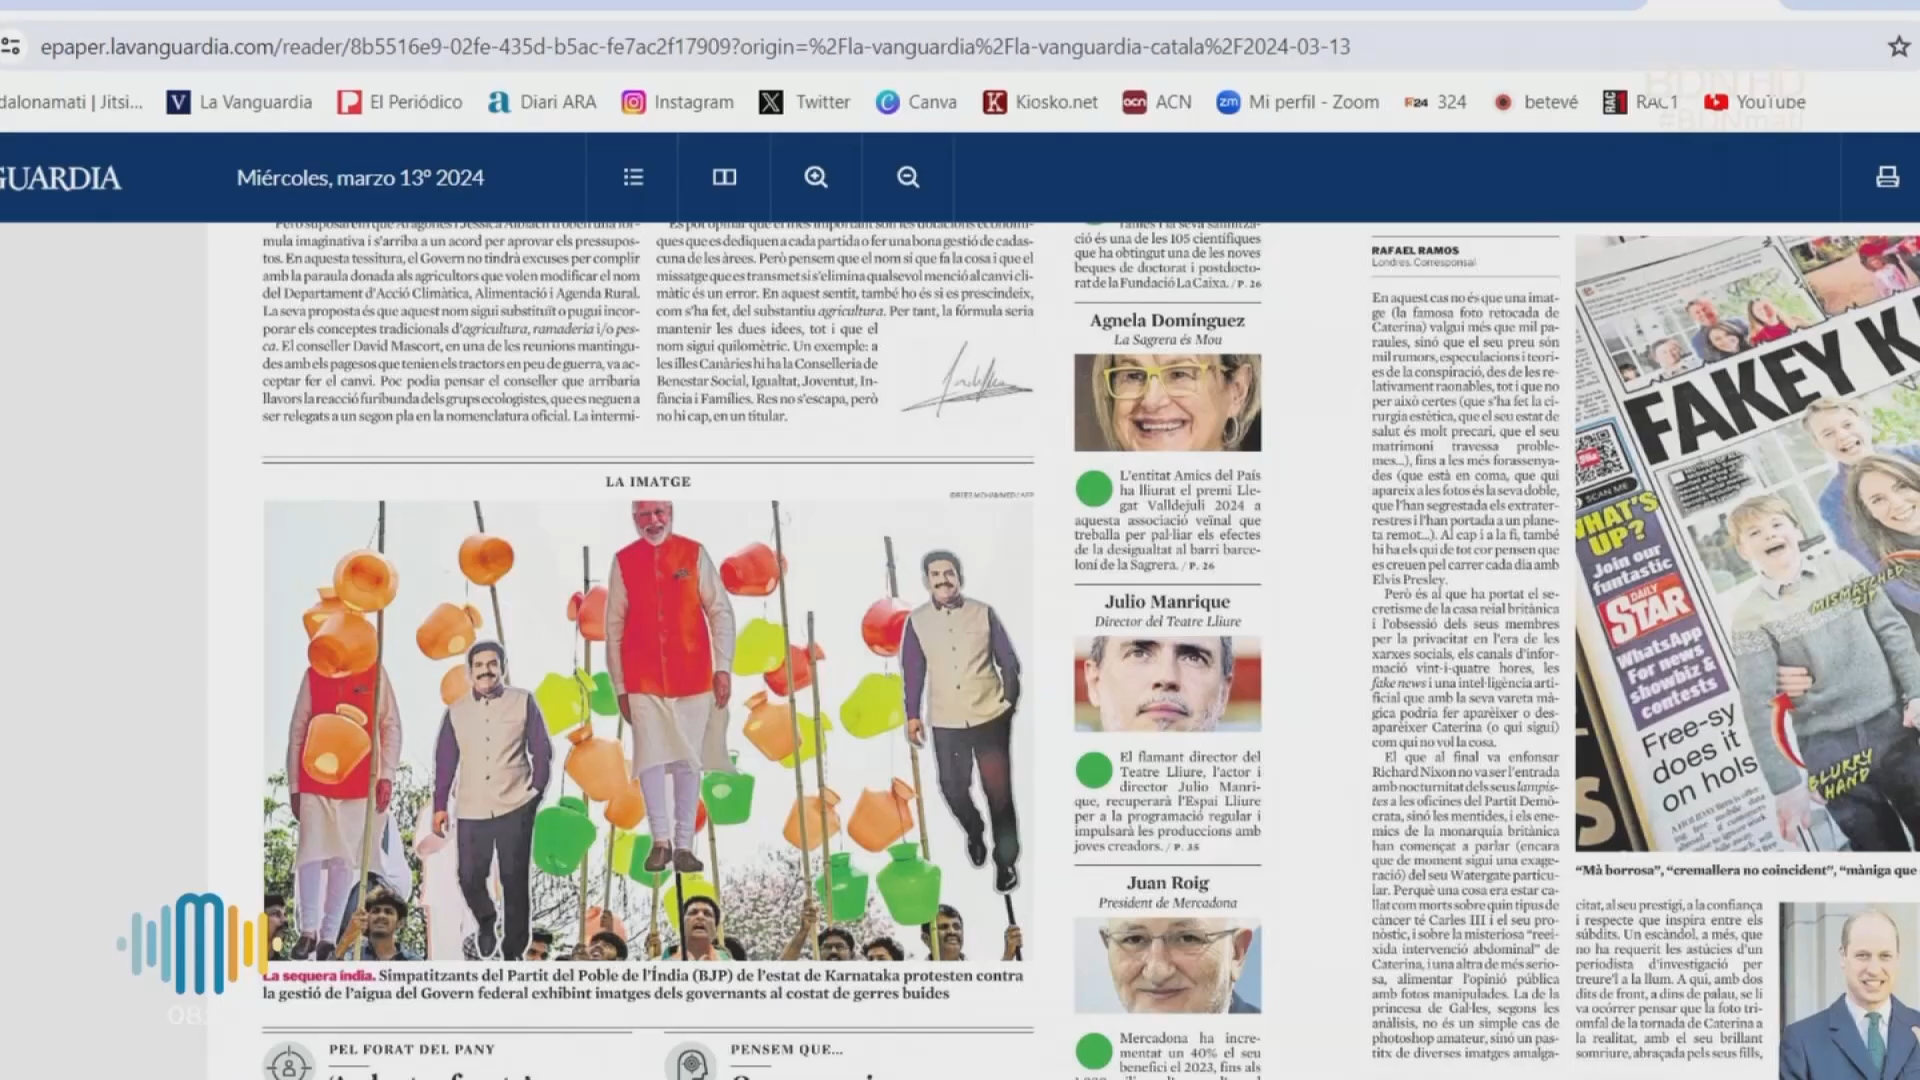 epaper.lavanguardia.com/reader/8b5516e9-02fe-435d-b5ac-fe7ac2f17909?origin=%2Fla-vanguardia%2Fla-vanguardia-catala%2F2024-03-13
dalonamati | Jitsi...
La Vanguardia
El Periódico
Diari ARA
Instagram
Twitter
Canva
Kiosko.net
ACN
Mi perfil - Zoom
324
betevé
RAC1
YouTube
BDN HD
#BDNmatí
GUARDIA
Miércoles, marzo 13º 2024
mula imaginativa i s'arriba a un acord per aprovar els pressupos-
tos. En aquesta tessitura, el Govern no tindrà excuses per complir
amb la paraula donada als agricultors que volen modificar el nom
del Departament d'Acció Climàtica, Alimentació i Agenda Rural.
La seva proposta és que aquest nom sigui substituït o pugui incor-
porar els conceptes tradicionals d'agricultura, ramaderia i/o pes-
ca. El conseller David Mascort, en una de les reunions mantingu-
des amb els pagesos que tenien els tractors en peu de guerra, va ac-
ceptar fer el canvi. Poc podia pensar el conseller que arribaria
llavors la reacció furibunda dels grups ecologistes, que es neguen a
ser relegats a un segon pla en la nomenclatura oficial. La intermi-
ques que es dediquen a cada partida o fer una bona gestió de cadas-
cuna de les àrees. Però pensem que el nom si que fa la cosa i que el
missatge que es transmet si s'elimina qualsevol menció al canvi cli-
màtic és un error. En aquest sentit, també ho és si es prescindeix,
com s'ha fet, del substantiu agricultura. Per tant, la fórmula seria
mantenir les dues idees, tot i que el
nom sigui quilomètric. Un exemple: a
les illes Canàries hi ha la Conselleria de
Benestar Social, Igualtat, Joventut, In-
fància i Famílies. Res no s'escapa, però
no hi cap, en un titular.
LA IMATGE
La sequera índia. Simpatitzants del Partit del Poble de l'Índia (BJP) de l'estat de Karnataka protesten contra
la gestió de l'aigua del Govern federal exhibint imatges dels governants al costat de gerres buides
PEL FORAT DEL PANY
PENSEM QUE...
ció és una de les 105 científiques
que ha obtingut una de les noves
beques de doctorat i postdocto-
rat de la Fundació La Caixa. / P. 26
Agnela Domínguez
La Sagrera és Mou
L'entitat Amics del País
ha lliurat el premi Lle-
gat Valldejuli 2024 a
aquesta associació veïnal que
treballa per pal·liar els efectes
de la desigualtat al barri barce-
loní de la Sagrera. / P. 26
Julio Manrique
Director del Teatre Lliure
El flamant director del
Teatre Lliure, l'actor i
director Julio Manri-
que, recuperarà l'Espai Lliure
per a la programació regular i
impulsarà les produccions amb
joves creadors. / P. 35
Juan Roig
President de Mercadona
Mercadona ha incre-
mentat un 40% el seu
benefici el 2023, fins als
RAFAEL RAMOS
Londres. Corresponsal
En aquest cas no és que una imat-
ge (la famosa foto retocada de
Caterina) valgui més que mil pa-
raules, sinó que el seu preu són
mil rumors, especulacions i teori-
es de la conspiració, des de les re-
lativament raonables, tot i que no
per això certes (que s'ha fet la ci-
rurgia estètica, que el seu estat de
salut és molt precari, que el seu
matrimoni travessa proble-
mes...), fins a les més forassenya-
des (que està en coma, que qui
apareix a les fotos és la seva doble,
que l'han segrestada els extrater-
restres i l'han portada a un plane-
ta remot...). Al cap i a la fi, també
hi ha els qui de tot cor pensen que
es creuen pel carrer cada dia amb
Elvis Presley.
Però és al que ha portat el se-
cretisme de la casa reial britànica
i l'obsessió dels seus membres
per la privacitat en l'era de les
xarxes socials, els canals d'infor-
mació vint-i-quatre hores, les
fake news i una intel·ligència arti-
ficial que amb la seva vareta mà-
gica podria fer aparèixer o des-
aparèixer Caterina (o qui sigui)
com qui no vol la cosa.
El que al final va enfonsar
Richard Nixon no va ser l'entrada
amb nocturnitat dels seus lampis-
tes a les oficines del Partit Demò-
crata, sinó les mentides, i els ene-
mics de la monarquia britànica
han començat a parlar (encara
que de moment sigui una exage-
ració) del seu Watergate particu-
lar. Perquè una cosa era estar ca-
llat com morts sobre quin tipus de
càncer té Carles III i el seu pro-
nòstic, i sobre la misteriosa "reei-
xida intervenció abdominal" de
Caterina, i una altra de més serio-
sa, alimentar l'opinió pública
amb fotos manipulades. La de la
princesa de Gal·les, segons les
anàlisis, no és un simple cas de
photoshop amateur, sinó un pas-
titx de diverses imatges amalga-
FAKEY K
SCAN ME
WHAT'S
UP?
Join our
funtastic
DAILY
STAR
WhatsApp
for news
showbiz &
contests
Free-sy
does it
on hols
MISMATCHED
ZIP
BLURRY
HAND
"Mà borrosa", "cremallera no coincident", "màniga que
citat, al seu prestigi, a la confiança
i respecte que inspira entre els
súbdits. Un escàndol, a més, que
no ha requerit les astúcies d'un
periodista d'investigació per
treure'l a la llum. A qui, amb dos
dits de front, a dins de palau, se li
va ocórrer pensar que la foto tri-
omfal de la tornada de Caterina a
la realitat, amb el seu brillant
somriure, abraçada pels seus fills,